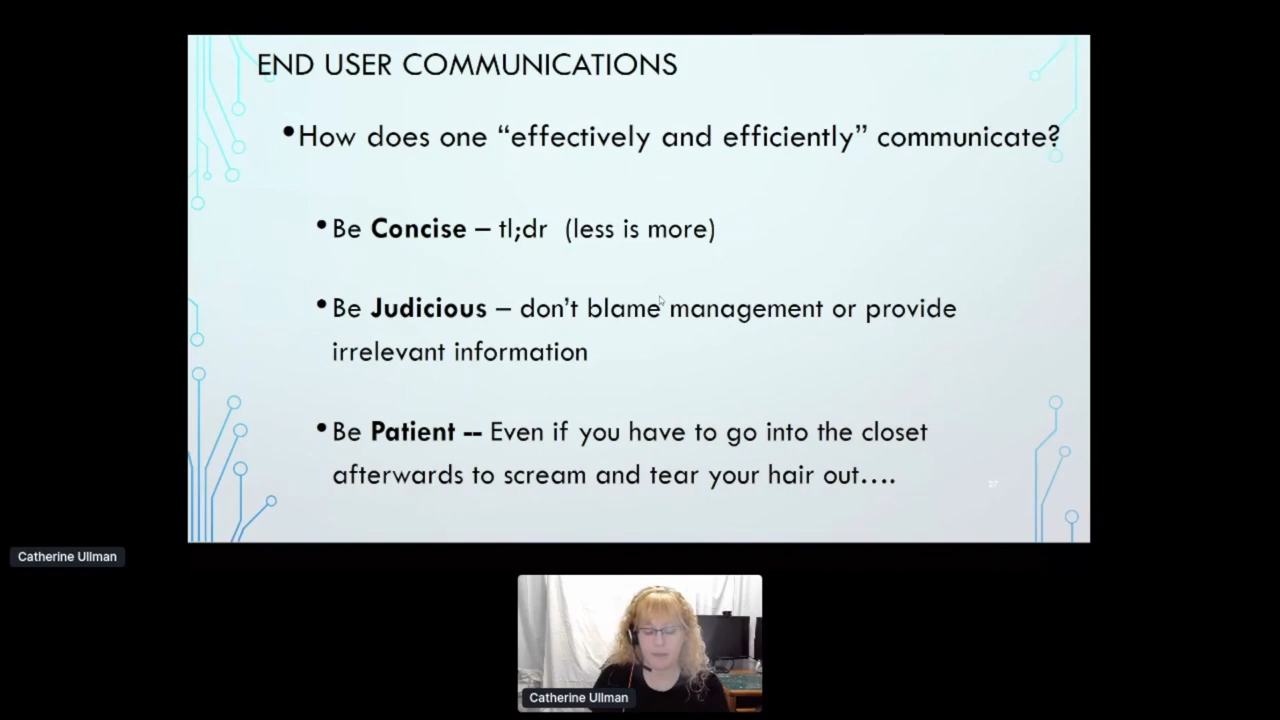 END USER COMMUNICATIONS
•How does one “effectively and efficiently” communicate?
•Be Concise – tl;dr (less is more)
•Be Judicious – don’t blame management or provide
irrelevant information
•Be Patient -- Even if you have to go into the closet
afterwards to scream and tear your hair out….
Catherine Ullman
Catherine Ullman